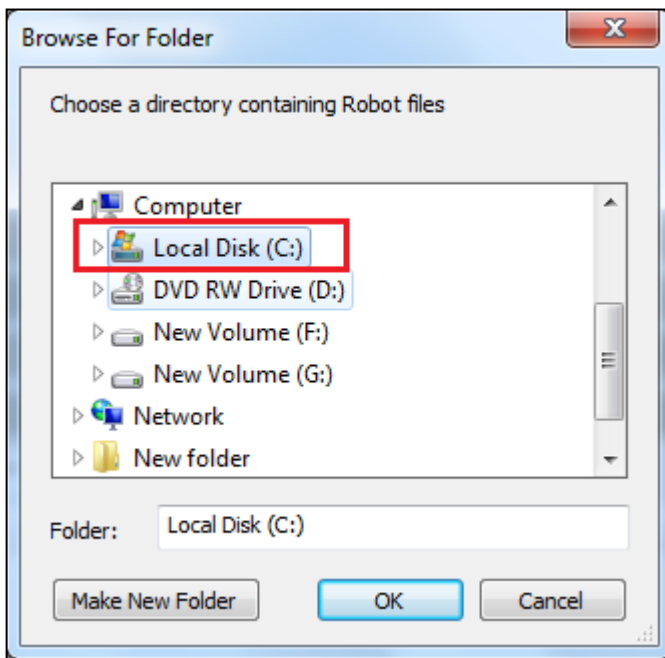 Browse For Folder
Choose a directory containing Robot files
Computer
Local Disk (C:)
DVD RW Drive (D:)
New Volume (F:)
New Volume (G:)
Network
New folder
Folder: Local Disk (C:)
Make New Folder OK Cancel